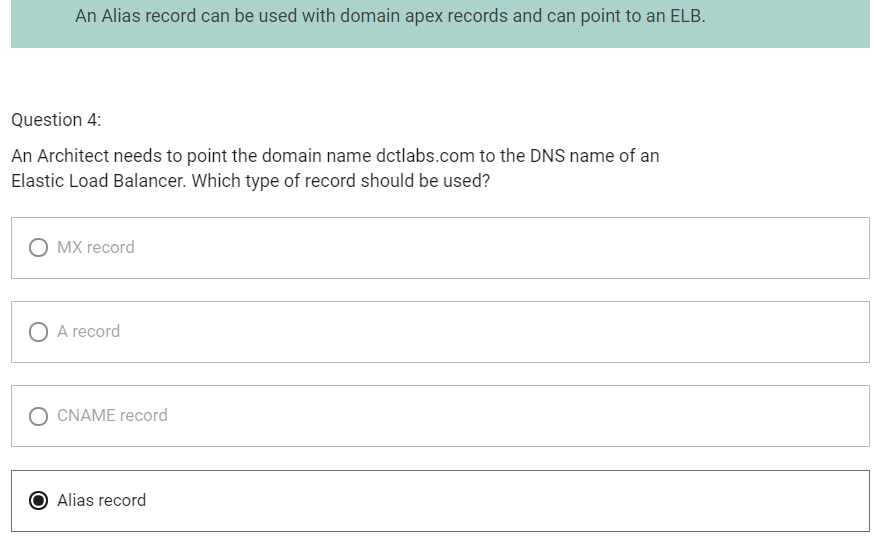 An Alias record can be used with domain apex records and can point to an ELB.
Question 4:
An Architect needs to point the domain name dctlabs.com to the DNS name of an
Elastic Load Balancer. Which type of record should be used?
MX record
A record
CNAME record
Alias record